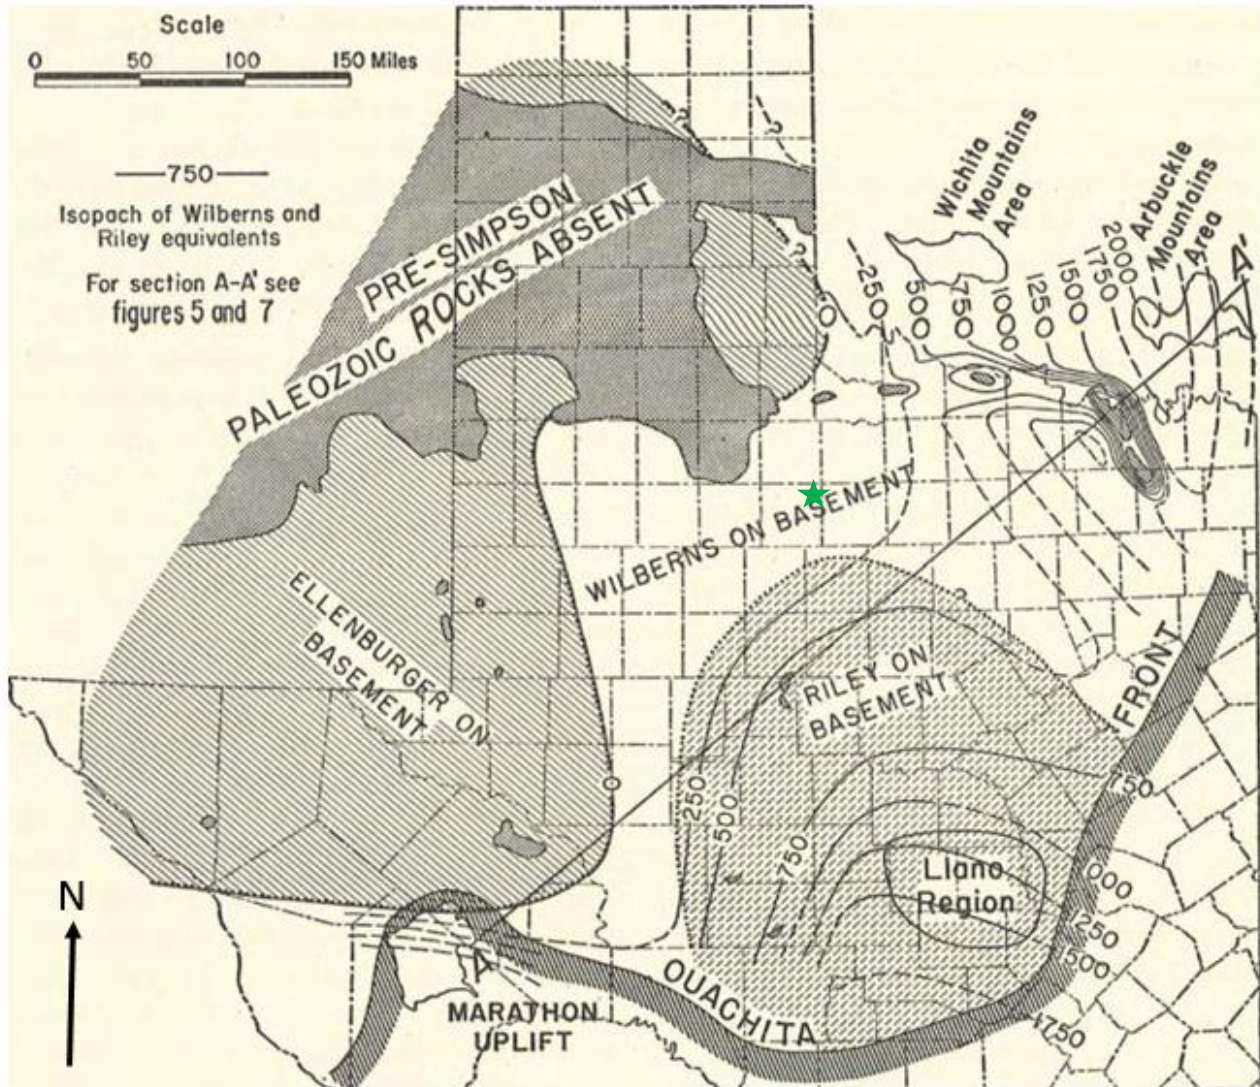 Scale
0 50 100 150 Miles
750
Isopach of Wilberns and
Riley equivalents
For section A-A' see
figures 5 and 7
PRE-SIMPSON
PALEOZOIC ROCKS ABSENT
?
?
?
Wichita
Mountains
Area
Arbuckle
Mountains
Area
A'
0
250
500
750
1000
1250
1500
1750
2000
WILBERNS ON BASEMENT
ELLENBURGER ON
BASEMENT
?
RILEY ON
BASEMENT
FRONT
0
250
500
750
750
Llano
Region
000
1250
1500
1750
N
A
OUACHITA
MARATHON
UPLIFT